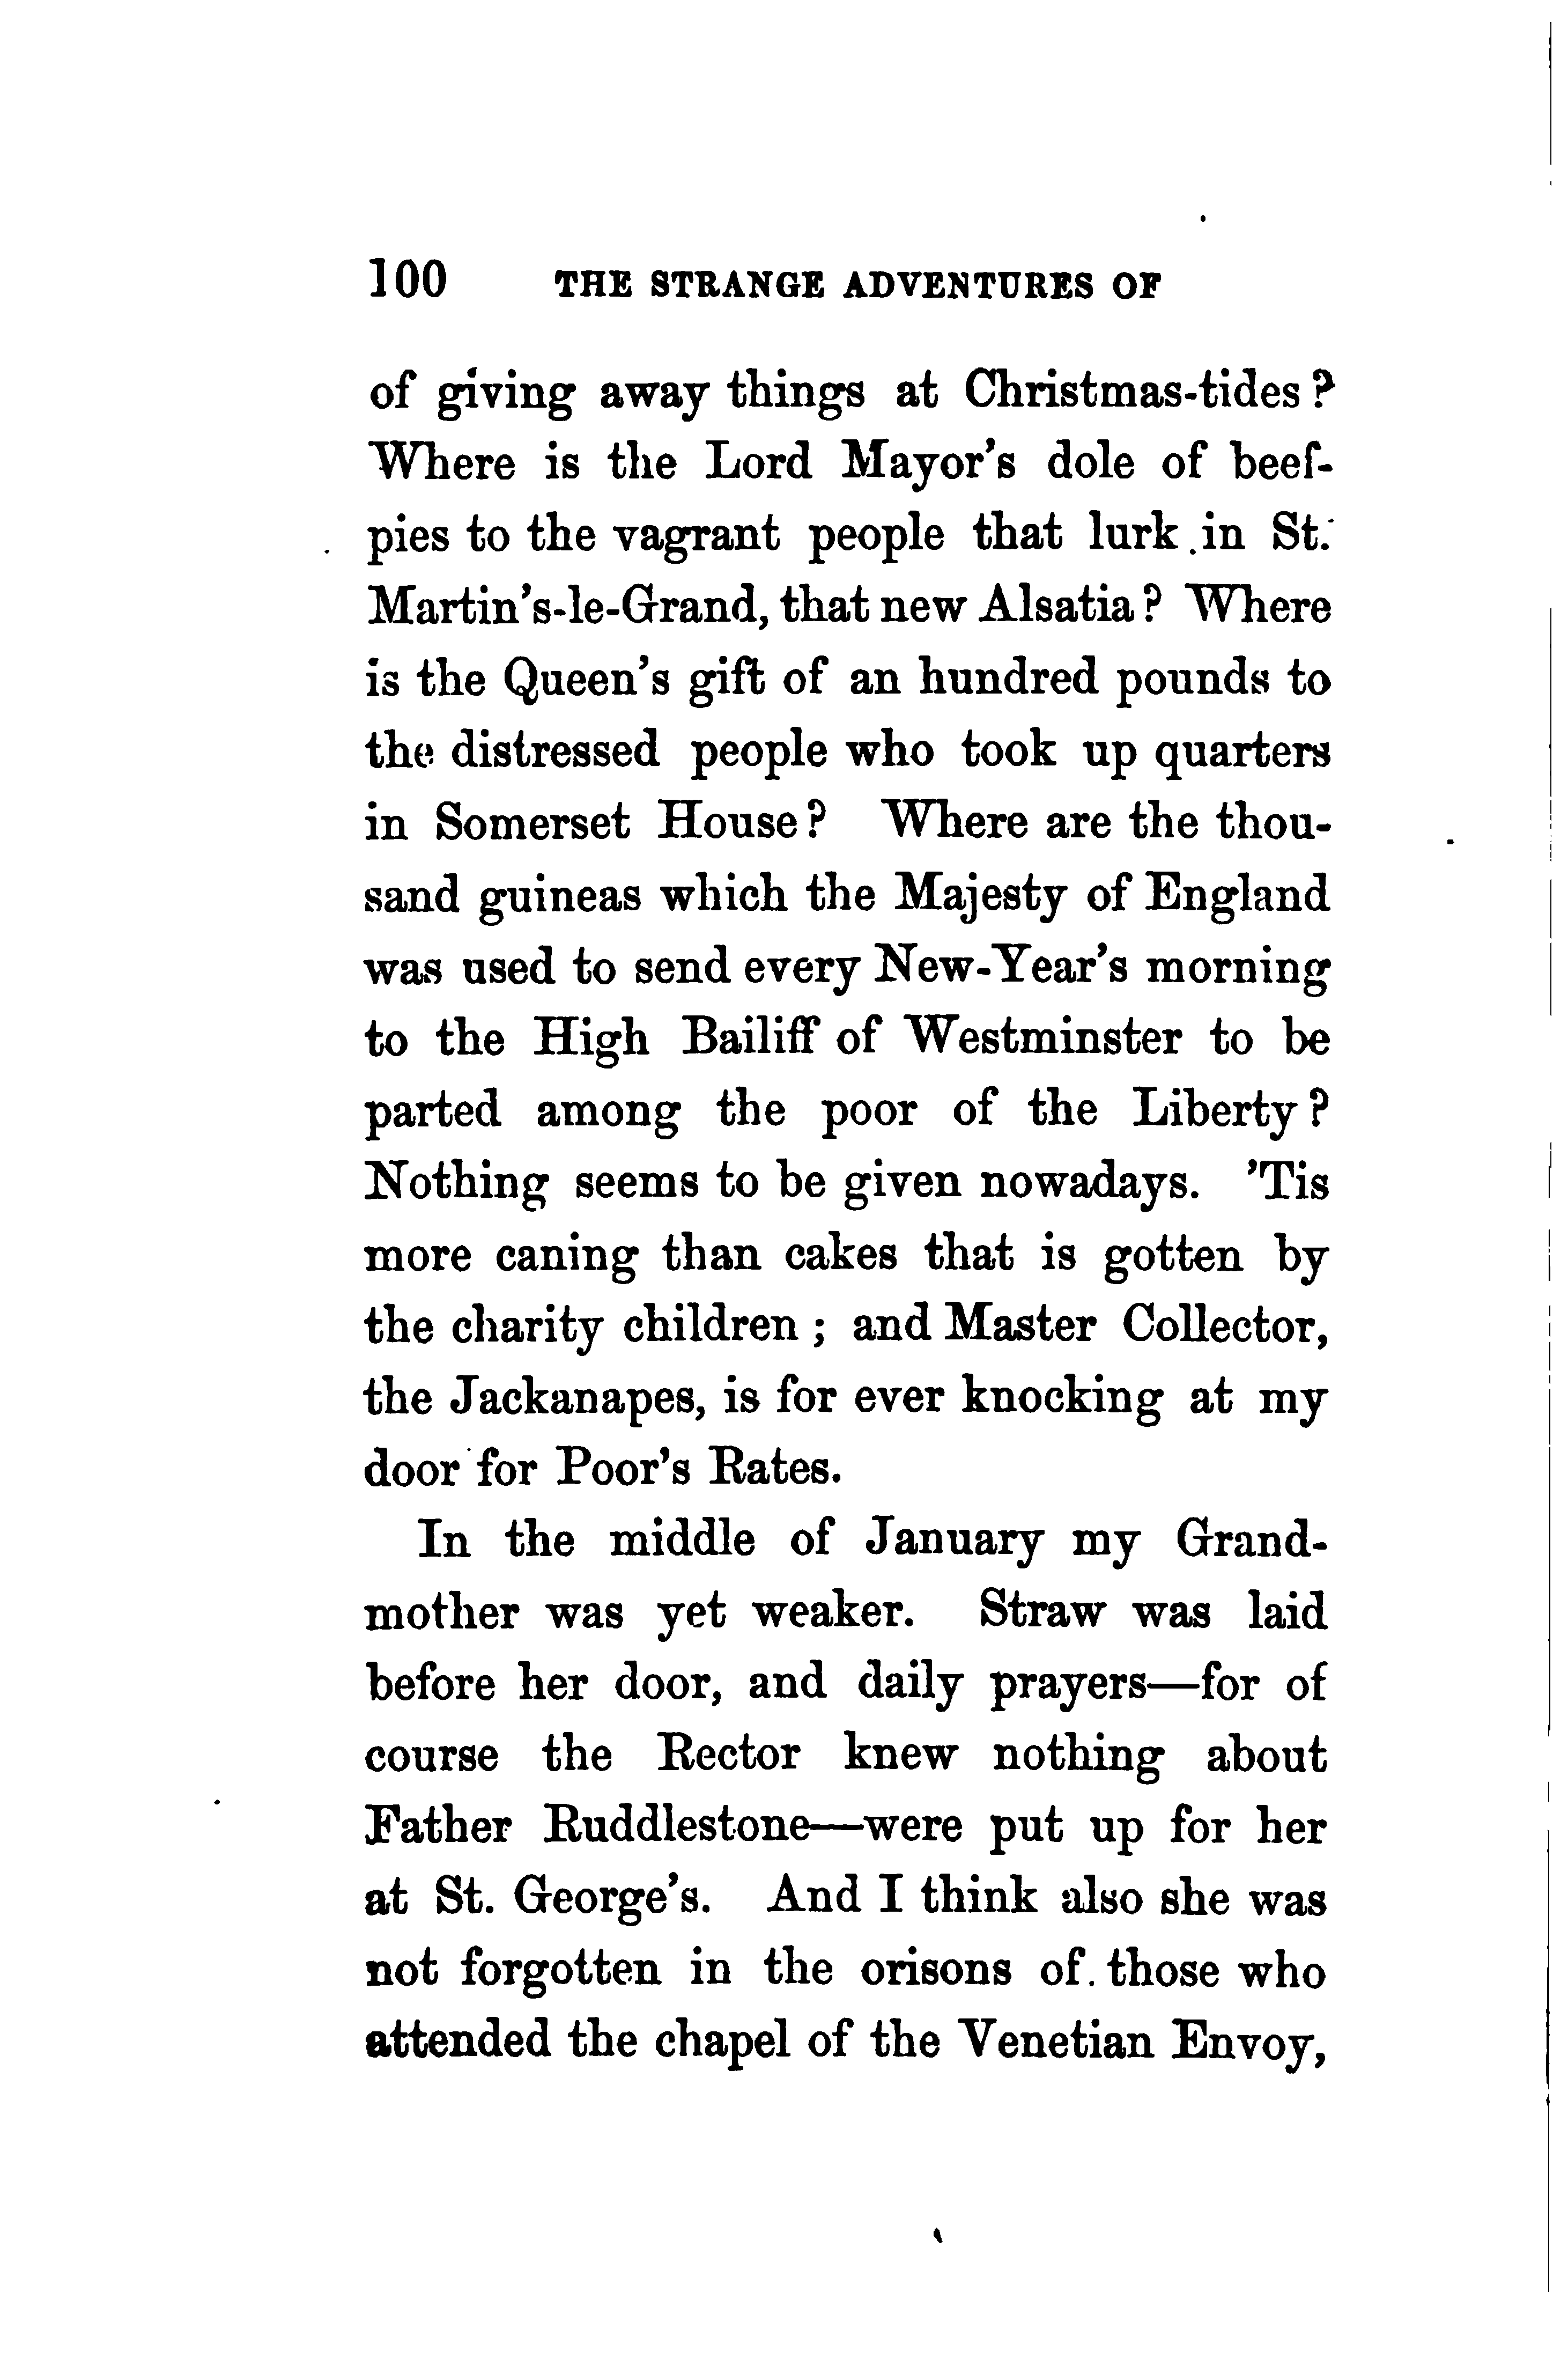 100 THE STRANGE ADVENTURES OF
of giving away things at Christmas-tides?
Where is the Lord Mayor's dole of beef-
pies to the vagrant people that lurk in St.
Martin's-le-Grand, that new Alsatia? Where
is the Queen's gift of an hundred pounds to
the distressed people who took up quarters
in Somerset House? Where are the thou-
sand guineas which the Majesty of England
was used to send every New-Year's morning
to the High Bailiff of Westminster to be
parted among the poor of the Liberty?
Nothing seems to be given nowadays. 'Tis
more caning than cakes that is gotten by
the charity children; and Master Collector,
the Jackanapes, is for ever knocking at my
door for Poor's Rates.
In the middle of January my Grand-
mother was yet weaker. Straw was laid
before her door, and daily prayers—for of
course the Rector knew nothing about
Father Ruddlestone—were put up for her
at St. George's. And I think also she was
not forgotten in the orisons of those who
attended the chapel of the Venetian Envoy,